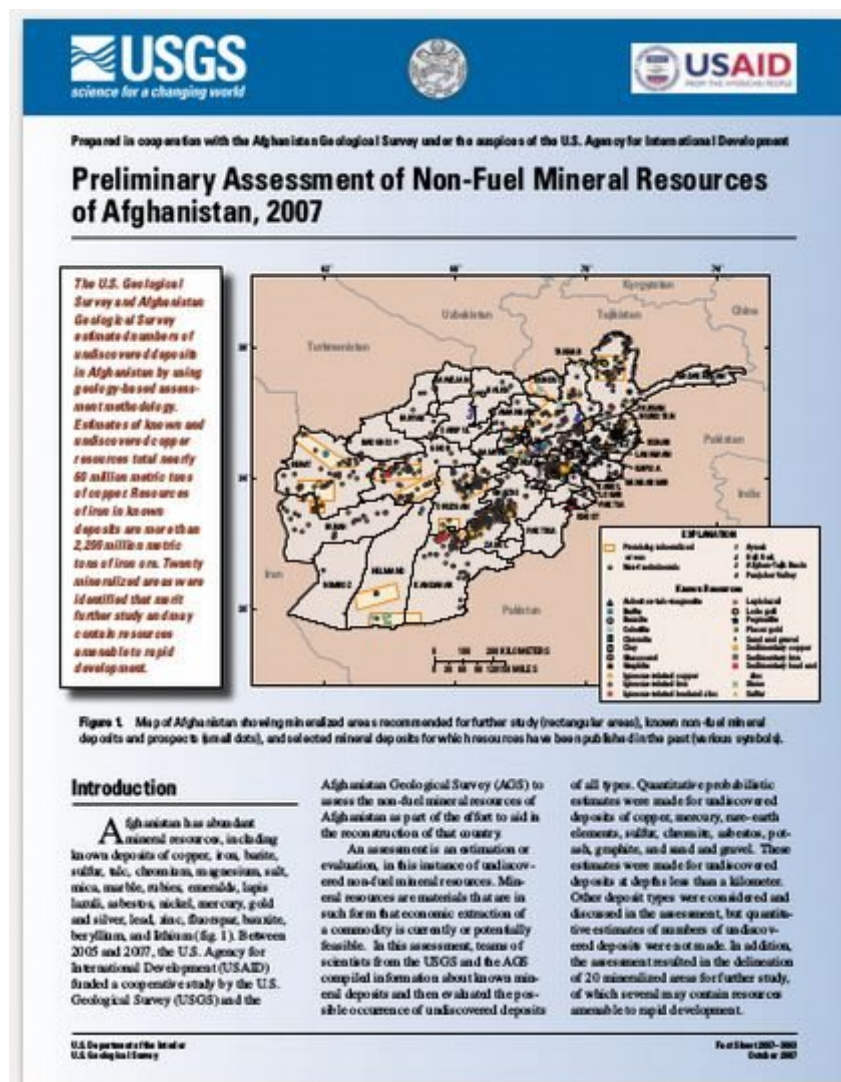 USGS
science for a changing world
USAID
FROM THE AMERICAN PEOPLE
Prepared in cooperation with the Afghanistan Geological Survey under the auspices of the U.S. Agency for International Development
Preliminary Assessment of Non-Fuel Mineral Resources
of Afghanistan, 2007
The U.S. Geological
Survey and Afghanistan
Geological Survey
estimated numbers of
undiscovered deposits
in Afghanistan by using
geology-based assess-
ment methodology.
Estimates of known and
undiscovered copper
resources total nearly
60 million metric tons
of copper. Resources
of iron in known
deposits are more than
million metric
tons of iron ore. Twenty
mineralized areas were
identified that merit
further study and may
contain resources
amenable to rapid
development.
Kyrgyzstan
China
Uzbekistan
Tajikistan
Turkmenistan
Pakistan
India
Iran
Pakistan
HELMAND
NIMROZ
KANDAHAR
PAKTIKA
0 100 200 KILOMETERS
EXPLANATION
Known Resources
Figure 1. Map of Afghanistan showing mineralized areas recommended for further study (rectangular areas), known non-fuel mineral
deposits and prospects (small dots), and selected mineral deposits for which resources have been published in the past (various symbols).
Introduction
Afghanistan has abundant
mineral resources, including
known deposits of copper, iron, barite,
sulfur, talc, chromium, magnesium, salt,
mica, marble, rubies, emeralds, lapis
lazuli, asbestos, nickel, mercury, gold
and silver, lead, zinc, fluorspar, bauxite,
beryllium, and lithium (fig. 1). Between
2005 and 2007, the U.S. Agency for
International Development (USAID)
funded a cooperative study by the U.S.
Geological Survey (USGS) and the
Afghanistan Geological Survey (AGS) to
assess the non-fuel mineral resources of
Afghanistan as part of the effort to aid in
the reconstruction of that country.
An assessment is an estimation or
evaluation, in this instance of undiscov-
ered non-fuel mineral resources. Min-
eral resources are materials that are in
such form that economic extraction of
a commodity is currently or potentially
feasible. In this assessment, teams of
scientists from the USGS and the AGS
compiled information about known min-
eral deposits and then evaluated the pos-
sible occurrence of undiscovered deposits
of all types. Quantitative probabilistic
estimates were made for undiscovered
deposits of copper, mercury, rare-earth
elements, sulfur, chromite, asbestos, pot-
ash, graphite, and sand and gravel. These
estimates were made for undiscovered
deposits at depths less than a kilometer.
Other deposit types were considered and
discussed in the assessment, but quantita-
tive estimates of numbers of undiscov-
ered deposits were not made. In addition,
the assessment resulted in the delineation
of 20 mineralized areas for further study,
of which several may contain resources
amenable to rapid development.
U.S. Department of the Interior
U.S. Geological Survey
Fact Sheet
October 2007